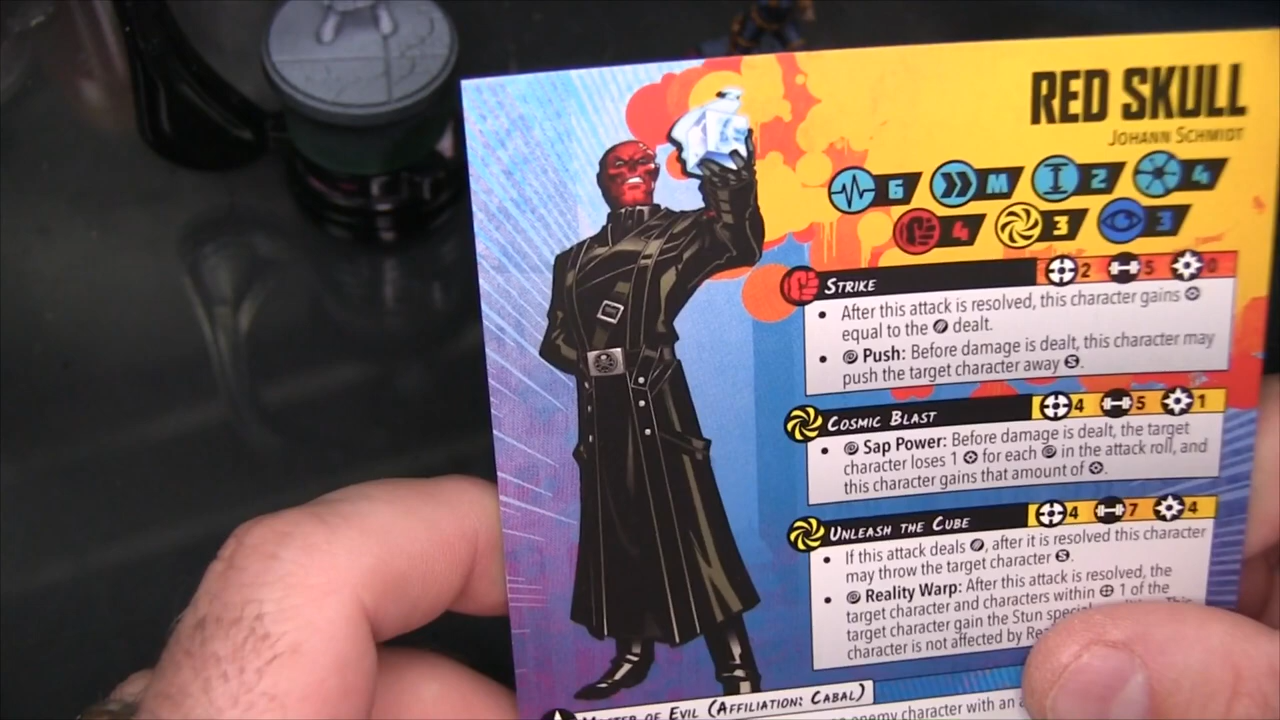 RED SKULL
JOHANN SCHMIDT
6 M 2 4
4 3 3
STRIKE 2 5 0
• After this attack is resolved, this character gains
equal to the dealt.
• Push: Before damage is dealt, this character may
push the target character away S.
COSMIC BLAST 4 5 1
• Sap Power: Before damage is dealt, the target
character loses 1 for each in the attack roll, and
this character gains that amount of .
UNLEASH THE CUBE 4 7 4
• If this attack deals , after it is resolved this character
may throw the target character S.
• Reality Warp: After this attack is resolved, the
target character and characters within 1 of the
target character gain the Stun
character is not affected by
MASTER OF EVIL (AFFILIATION: CABAL)
enemy character with an